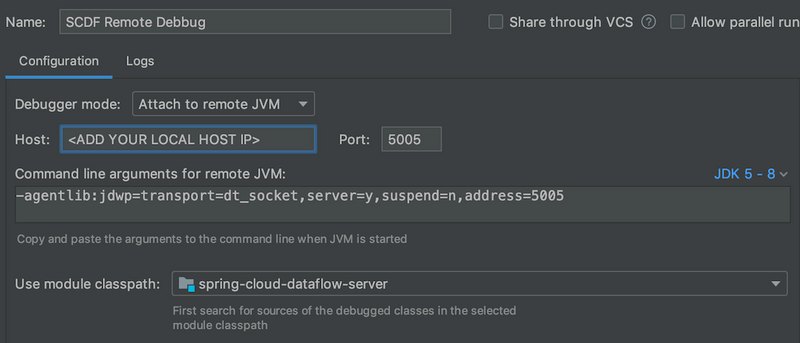 Name: SCDF Remote Debbug Share through VCS ? Allow parallel run
Configuration Logs
Debugger mode: Attach to remote JVM
Host: <ADD YOUR LOCAL HOST IP> Port: 5005
Command line arguments for remote JVM: JDK 5 - 8
-agentlib:jdwp=transport=dt_socket,server=y,suspend=n,address=5005
Copy and paste the arguments to the command line when JVM is started
Use module classpath: spring-cloud-dataflow-server
First search for sources of the debugged classes in the selected
module classpath